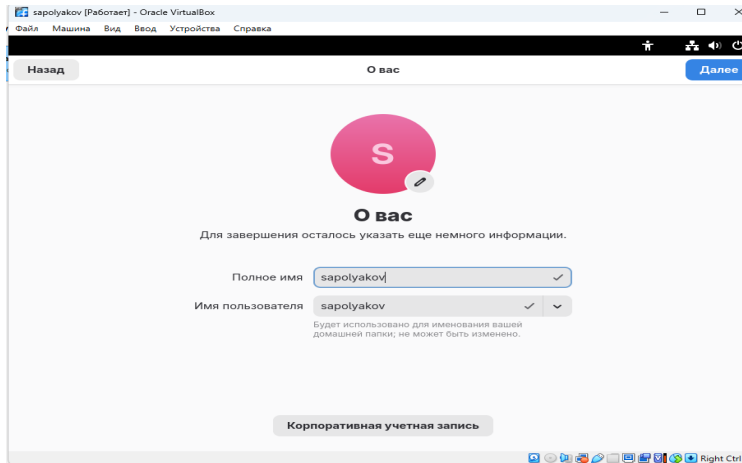 sapolyakov [Работает] - Oracle VirtualBox
Файл Машина Вид Ввод Устройства Справка
Назад
О вас
Далее
S
О вас
Для завершения осталось указать еще немного информации.
Полное имя sapolyakov
Имя пользователя sapolyakov
Будет использовано для именования вашей
домашней папки; не может быть изменено.
Корпоративная учетная запись
Right Ctrl